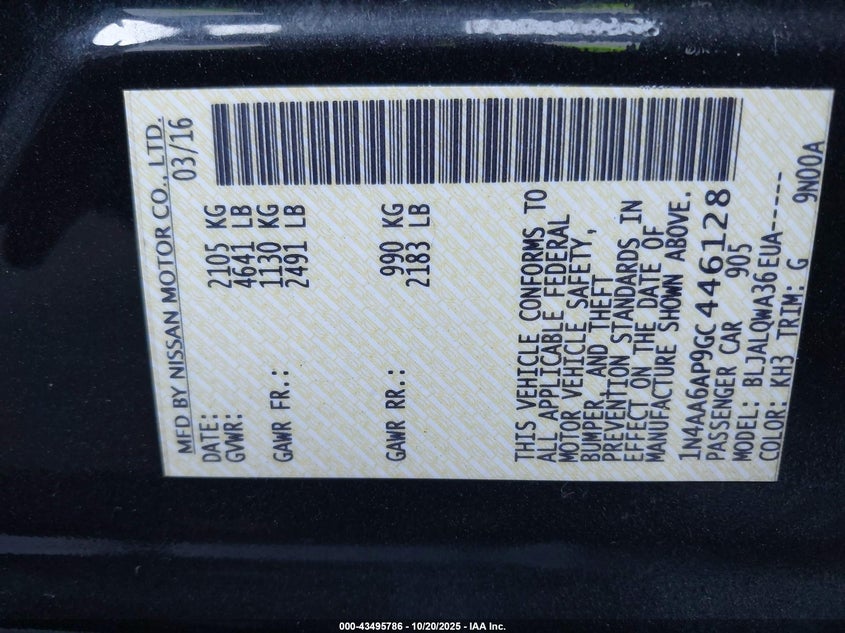 MFD BY NISSAN MOTOR CO., LTD.
DATE: 03/16
GVWR: 2105 KG
4641 LB
GAWR FR.: 1130 KG
2491 LB
GAWR RR.: 990 KG
2183 LB
THIS VEHICLE CONFORMS TO
ALL APPLICABLE FEDERAL
MOTOR VEHICLE SAFETY,
BUMPER, AND THEFT
PREVENTION STANDARDS IN
EFFECT ON THE DATE OF
MANUFACTURE SHOWN ABOVE.
1N4AA6AP9GC446128
PASSENGER CAR 905
MODEL: BLJALQWA36EUA-----
COLOR: KH3 TRIM: G 9N00A
000-43495786 - 10/20/2025 - IAA Inc.